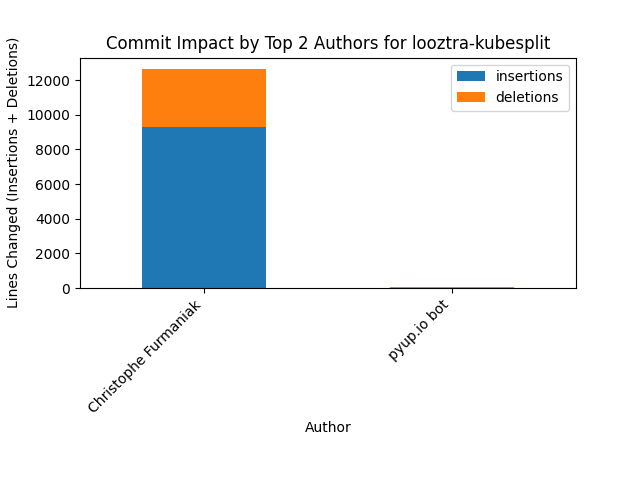 Commit Impact by Top 2 Authors for looztra-kubesplit
Lines Changed (Insertions + Deletions)
12000
10000
8000
6000
4000
2000
0
insertions
deletions
Christophe Furmaniak
pyup.io bot
Author